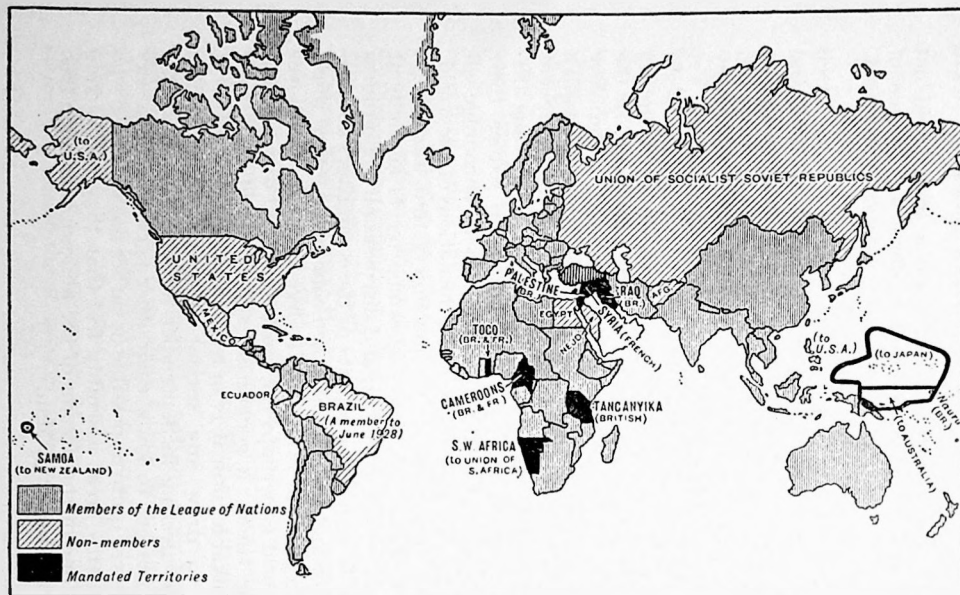 (to
U.S.A.)
UNION OF SOCIALIST SOVIET REPUBLICS
UNITED
STATES
MEXICO
PALESTINE
(BR.)
IRAQ
(BR.)
AFG.
EGYPT
SYRIA (FRENCH)
NEJD
TOGO
(BR. & FR.)
(to
U.S.A.)
(to JAPAN)
ECUADOR
BRAZIL
(A member to
June 1928)
CAMEROONS
(BR. & FR.)
TANGANYIKA
(BRITISH)
Nauru
(BR.)
(to AUSTRALIA)
SAMOA
(to NEW ZEALAND)
S.W. AFRICA
(to UNION OF
S. AFRICA)
Members of the League of Nations
Non-members
Mandated Territories